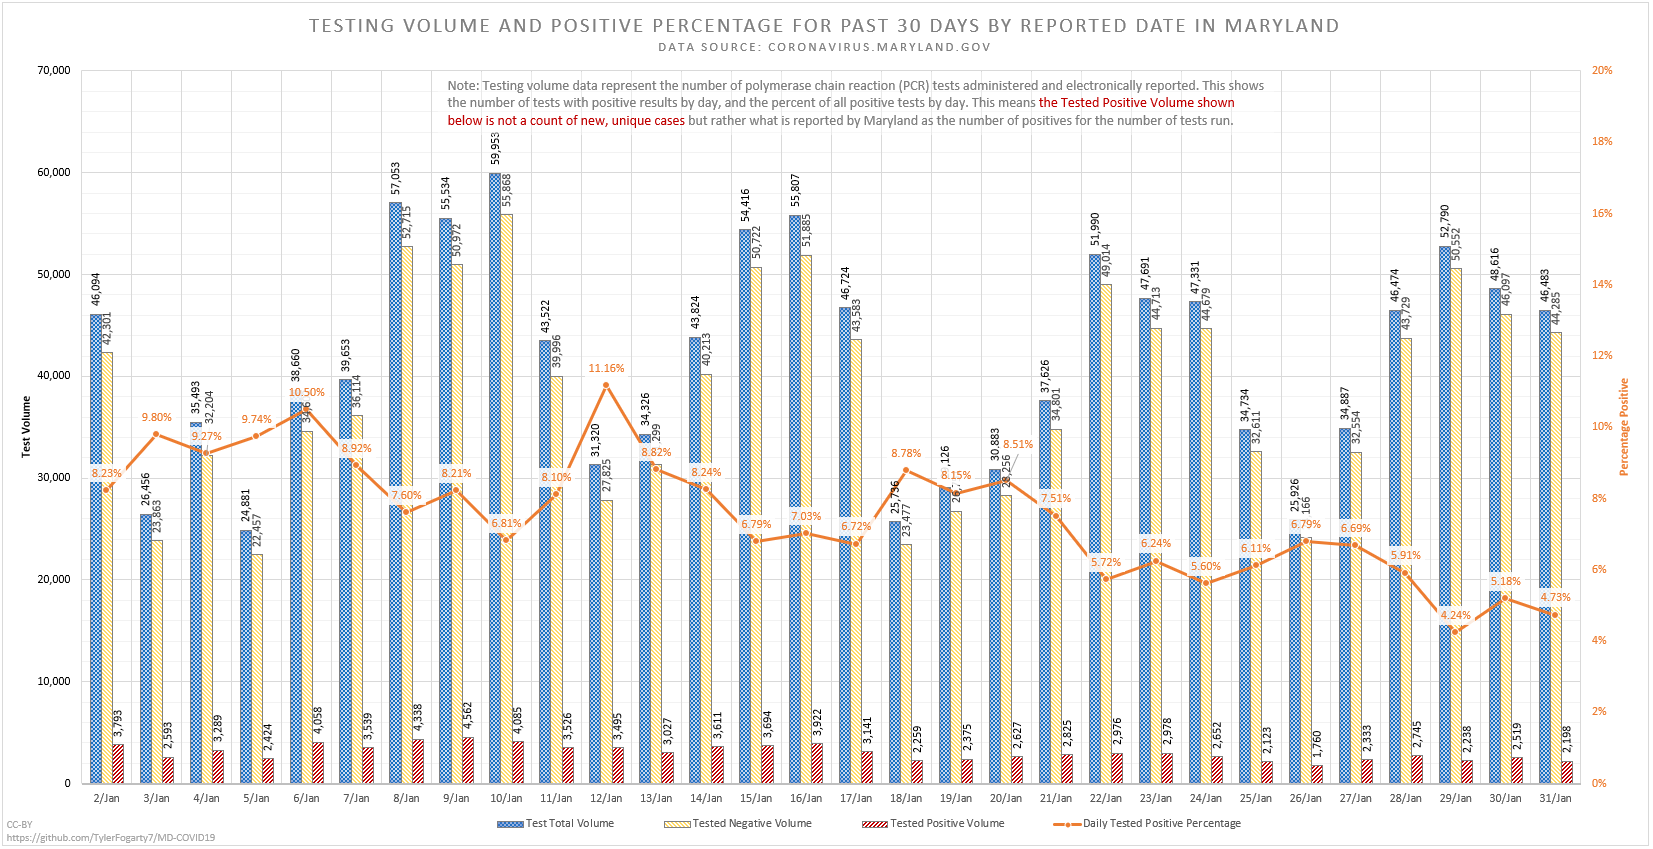 TESTING VOLUME AND POSITIVE PERCENTAGE FOR PAST 30 DAYS BY REPORTED DATE IN MARYLAND
DATA SOURCE: CORONAVIRUS.MARYLAND.GOV
Note: Testing volume data represent the number of polymerase chain reaction (PCR) tests administered and electronically reported. This shows
the number of tests with positive results by day, and the percent of all positive tests by day. This means the Tested Positive Volume shown
below is not a count of new, unique cases but rather what is reported by Maryland as the number of positives for the number of tests run.
70,000
60,000
50,000
40,000
30,000
20,000
10,000
0
Test Volume
20%
18%
16%
14%
12%
10%
8%
6%
4%
2%
0%
Percentage Positive
46,094 42,301 8.23% 3,793
26,456 23,863 9.80% 2,593
35,493 32,204 9.27% 3,289
24,881 22,457 9.74% 2,424
38,660 10.50% 4,058
39,653 36,114 8.92% 3,539
57,053 52,715 7.60% 4,338
55,534 50,972 8.21% 4,562
59,953 55,868 6.81% 4,085
43,522 39,996 8.10% 3,526
31,320 27,825 11.16% 3,495
34,326 8.82% 3,027
43,824 40,213 8.24% 3,611
54,416 50,722 6.79% 3,694
55,807 51,885 7.03% 3,922
46,724 43,583 6.72% 3,141
25,736 23,477 8.78% 2,259
8.15% 2,375
30,883 28,256 8.51% 2,627
37,626 34,801 7.51% 2,825
51,990 49,014 5.72% 2,976
47,691 44,713 6.24% 2,978
47,331 44,679 5.60% 2,652
34,734 32,611 6.11% 2,123
25,926 6.79% 1,760
34,887 32,554 6.69% 2,333
46,474 43,729 5.91% 2,745
52,790 50,552 4.24% 2,238
48,616 46,097 5.18% 2,519
46,483 44,285 4.73% 2,198
2/Jan 3/Jan 4/Jan 5/Jan 6/Jan 7/Jan 8/Jan 9/Jan 10/Jan 11/Jan 12/Jan 13/Jan 14/Jan 15/Jan 16/Jan 17/Jan 18/Jan 19/Jan 20/Jan 21/Jan 22/Jan 23/Jan 24/Jan 25/Jan 26/Jan 27/Jan 28/Jan 29/Jan 30/Jan 31/Jan
Test Total Volume Tested Negative Volume Tested Positive Volume Daily Tested Positive Percentage
CC-BY
https://github.com/TylerFogarty7/MD-COVID19